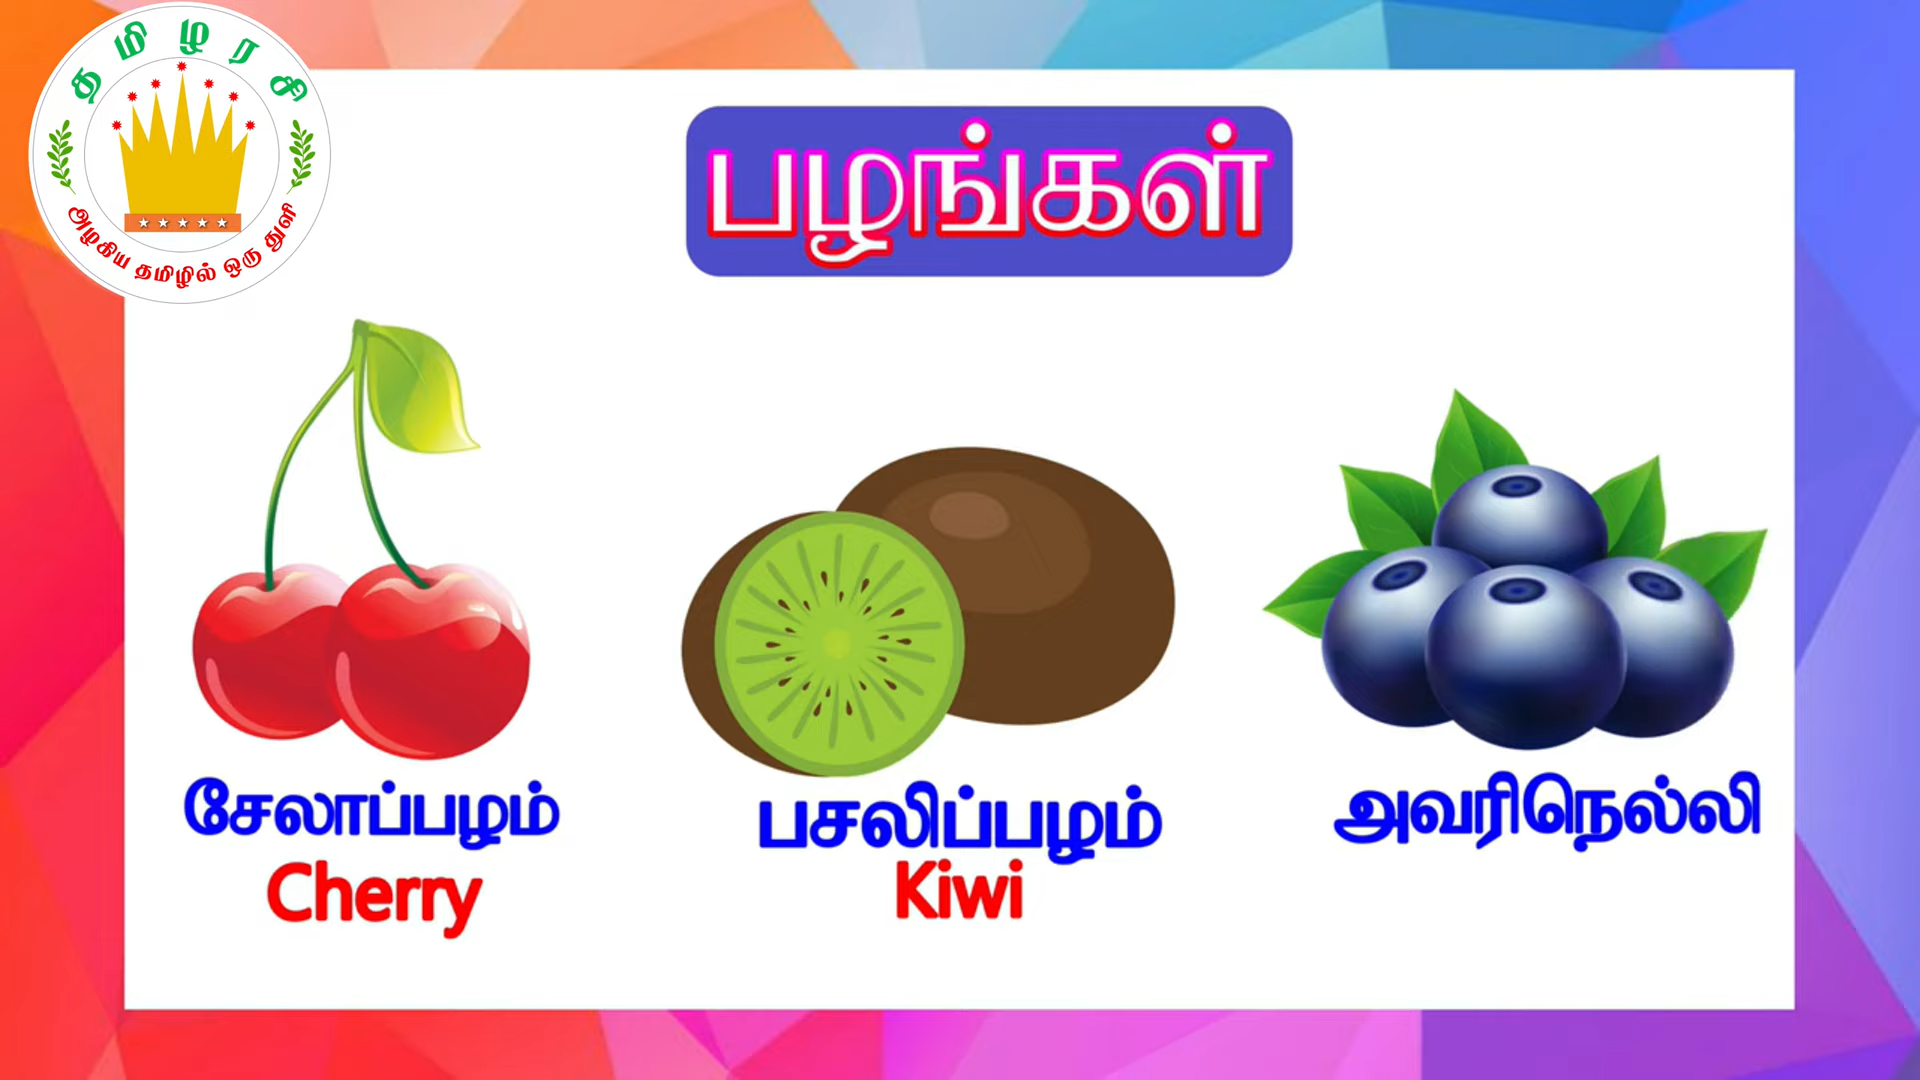 தமிழரசி
அழகிய தமிழில் ஒரு துளி
பழங்கள்
சேலாப்பழம்
Cherry
பசலிப்பழம்
Kiwi
அவரிநெல்லி